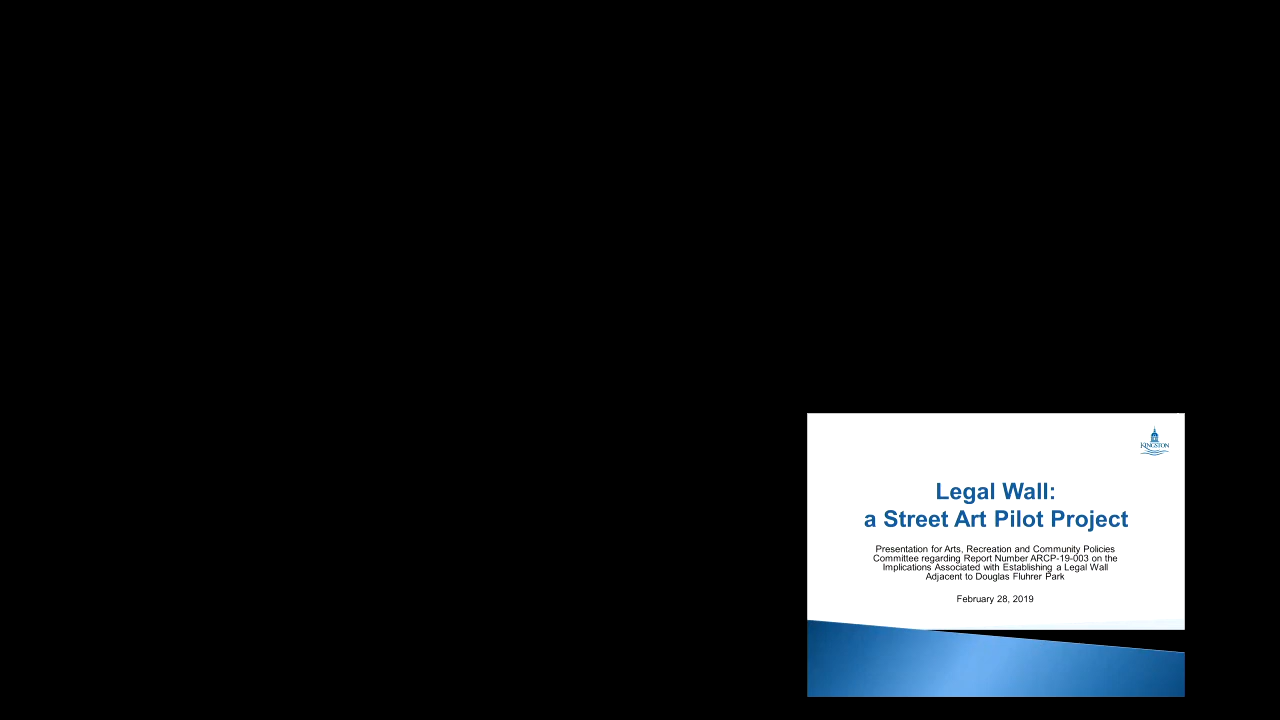 KINGSTON
Legal Wall:
a Street Art Pilot Project
Presentation for Arts, Recreation and Community Policies
Committee regarding Report Number ARCP-19-003 on the
Implications Associated with Establishing a Legal Wall
Adjacent to Douglas Fluhrer Park
February 28, 2019